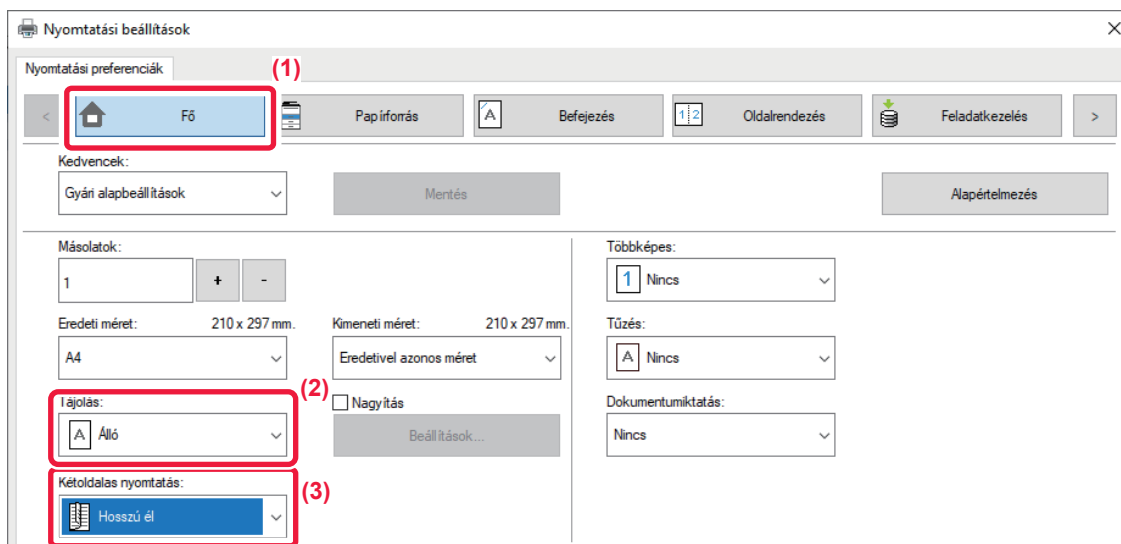 Nyomtatási beállítások
Nyomtatási preferenciák
(1)
< Fő Papírforrás A Befejezés 1 2 Oldalrendezés Feladatkezelés >
Kedvencek:
Gyári alapbeállítások Mentés Alapértelmezés
Másolatok: Többképes:
1 + - 1 Nincs
Eredeti méret: 210 x 297 mm. Kimeneti méret: 210 x 297 mm. Tűzés:
A4 Eredetivel azonos méret A Nincs
(2)
Tájolás: Nagyítás Dokumentumiktatás:
A Álló Beállítások... Nincs
Kétoldalas nyomtatás:
(3)
Hosszú él